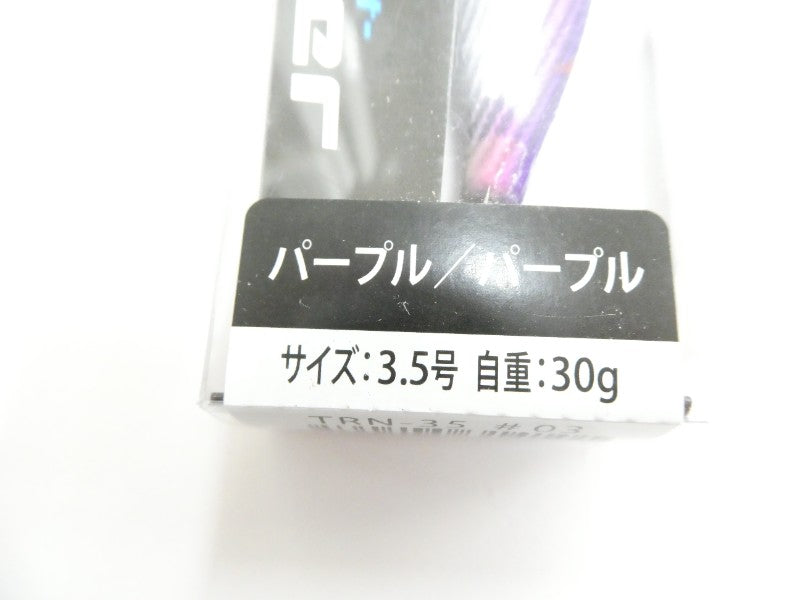 er
パープル／パープル
サイズ：3.5号 自重：30g
TRN-35 #03